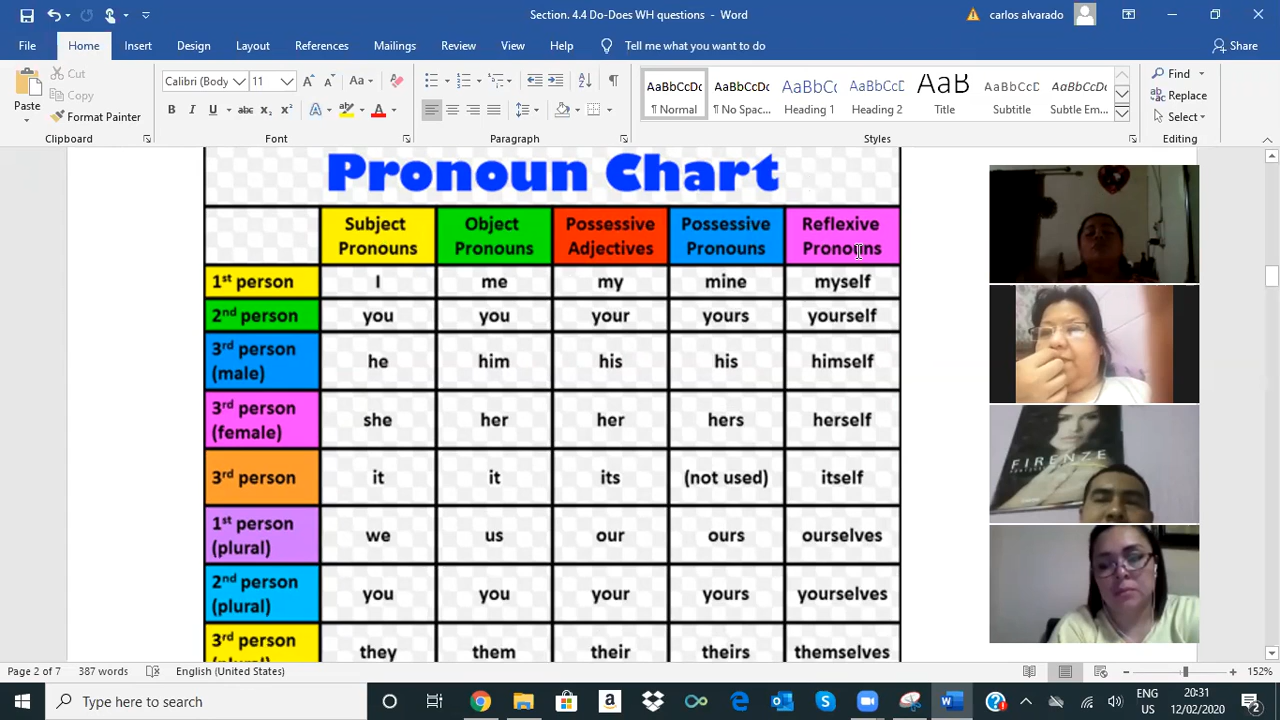 Section. 4.4 Do-Does WH questions - Word
carlos alvarado
File Home Insert Design Layout References Mailings Review View Help Tell me what you want to do Share
Paste
Cut
Copy
Format Painter
Clipboard
Calibri (Body 11
Font
Paragraph
AaBbCcDc AaBbCcDc AaBbCc AaBbCcC AaB AaBbCcC AaBbCcDc
¶ Normal ¶ No Spac... Heading 1 Heading 2 Title Subtitle Subtle Em...
Styles
Find
Replace
Select
Editing
Pronoun Chart
Subject Pronouns Object Pronouns Possessive Adjectives Possessive Pronouns Reflexive Pronouns
1st person I me my mine myself
2nd person you you your yours yourself
3rd person (male) he him his his himself
3rd person (female) she her her hers herself
3rd person it it its (not used) itself
1st person (plural) we us our ours ourselves
2nd person (plural) you you your yours yourselves
3rd person they them their theirs themselves
FIRENZE
Page 2 of 7 387 words English (United States) 152%
Type here to search
ENG
US
20:31
12/02/2020
2